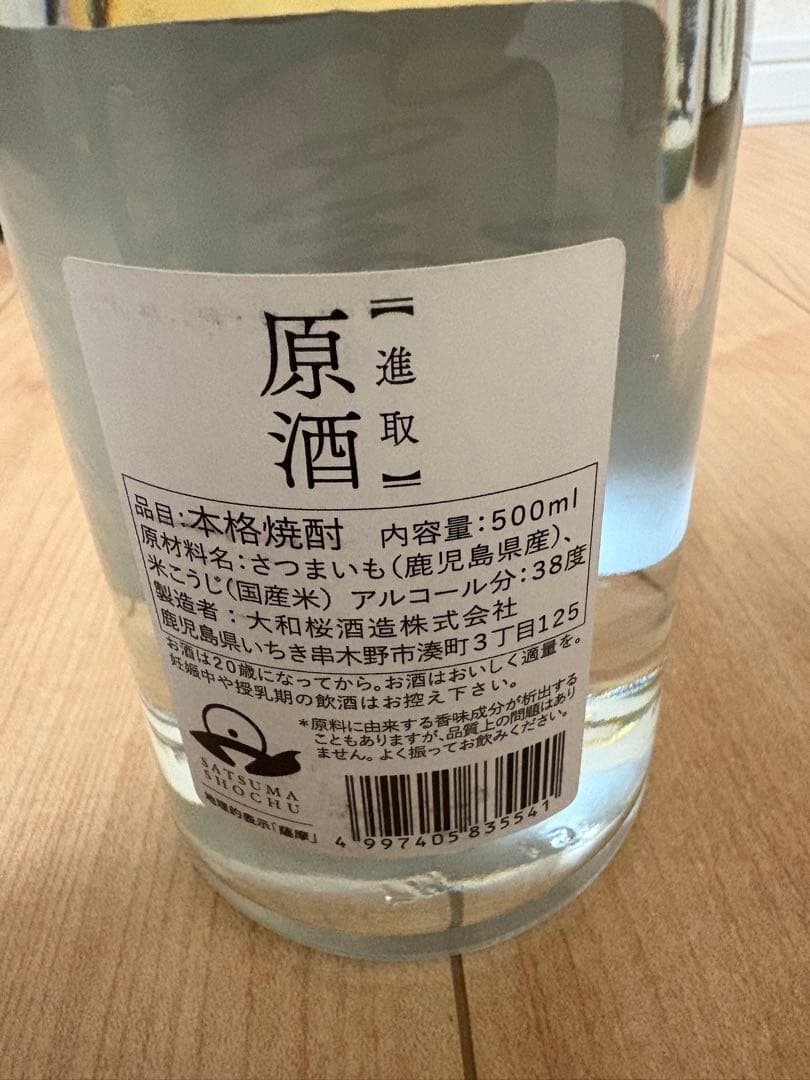 【進取】
原酒
品目:本格焼酎 内容量:500ml
原材料名:さつまいも(鹿児島県産)、
米こうじ(国産米) アルコール分:38度
製造者:大和桜酒造株式会社
鹿児島県いちき串木野市湊町3丁目125
お酒は20歳になってから。お酒はおいしく適量を。
妊娠中や授乳期の飲酒はお控え下さい。
*原料に由来する香味成分が析出する
こともありますが、品質上の問題はあり
ません。よく振ってお飲みください。
SATSUMA
SHOCHU
地理的表示「薩摩」
4 997405 835541